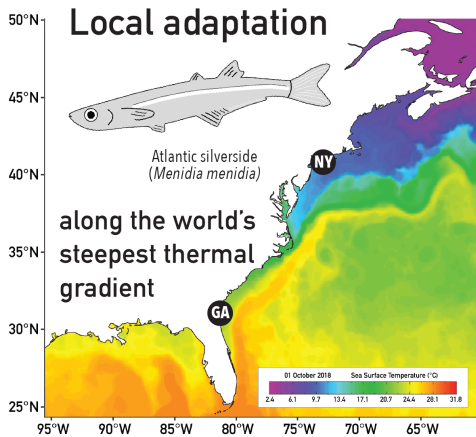 Local adaptation
50°N
45°N
40°N
35°N
30°N
25°N
Atlantic silverside
(Menidia menidia)
NY
along the world's
steepest thermal
gradient
GA
01 October 2018 Sea Surface Temperature (°C)
2.4 6.1 9.7 13.4 17.1 20.7 24.4 28.1 31.8
95°W 90°W 85°W 80°W 75°W 70°W 65°W